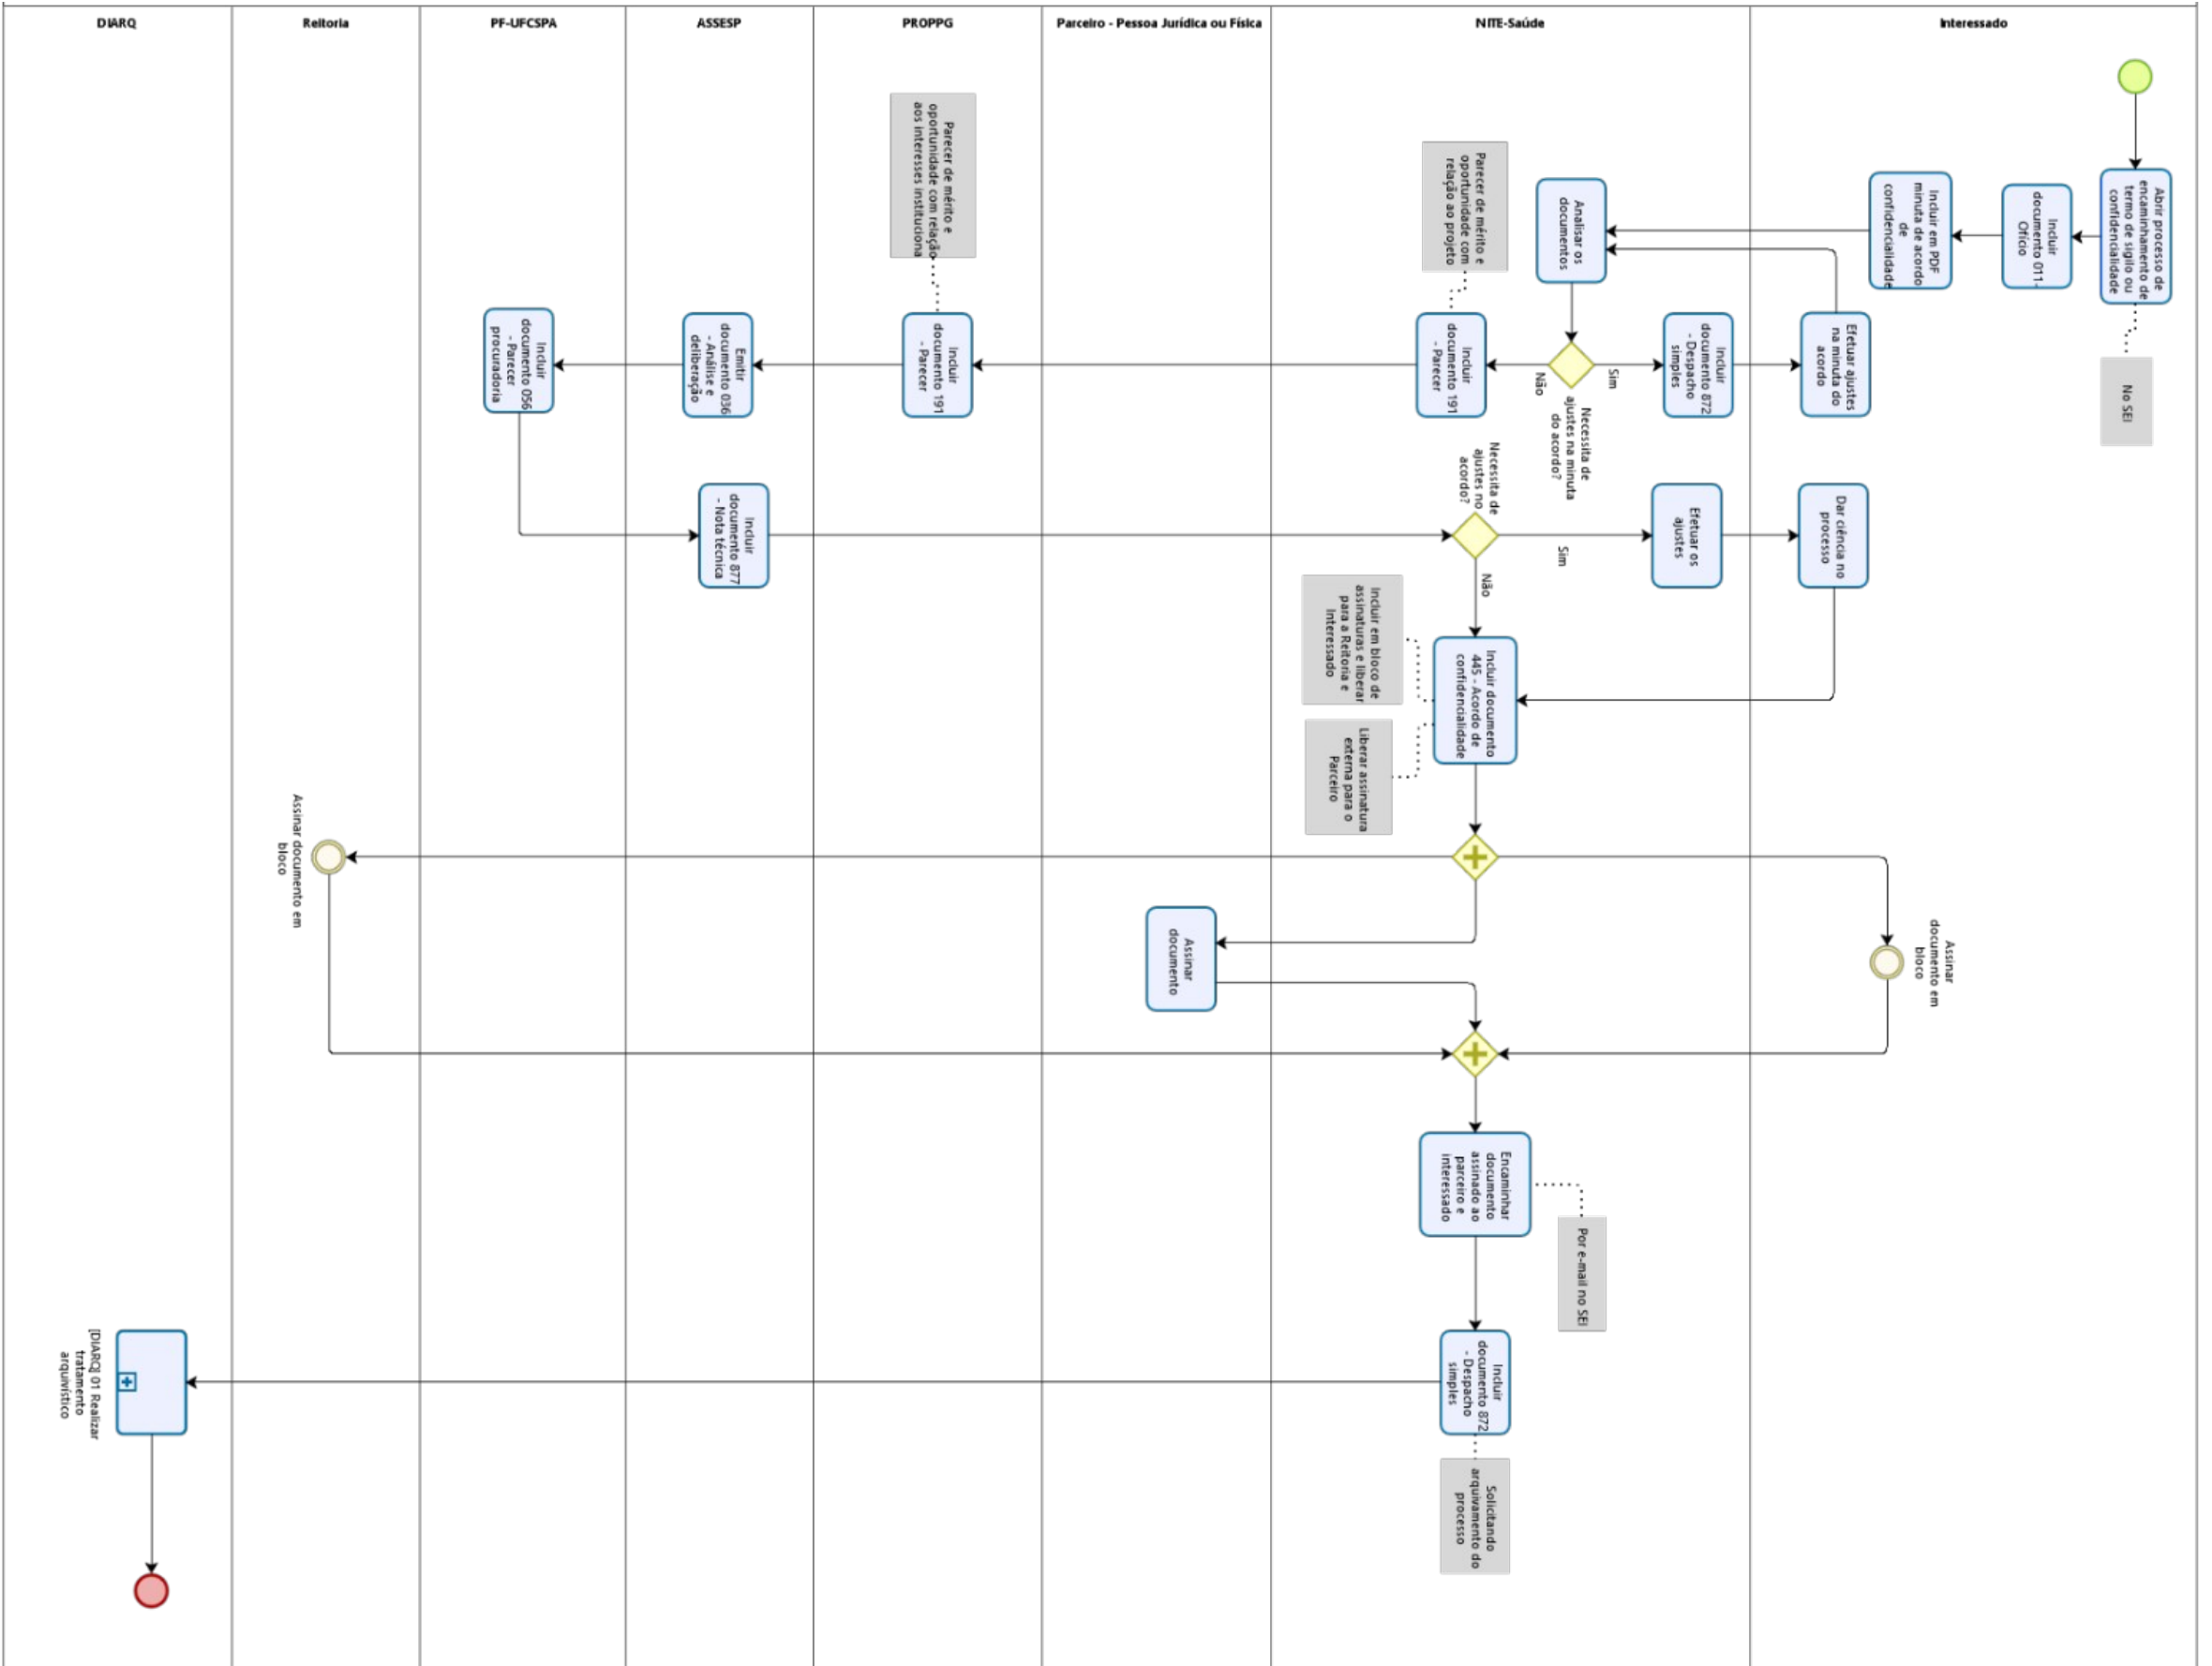 DIARQ
Reitoria
PF-UFCSPA
ASSESP
PROPPG
Parceiro - Pessoa Jurídica ou Física
NITE-Saúde
Interessado
Abrir processo de
encaminhamento de
termo de sigilo ou
confidencialidade
No SEI
Incluir
documento 011-
Ofício
Incluir em PDF
minuta de acordo
de
confidencialidade
Analisar os
documentos
Necessita de
ajustes na minuta
do acordo?
Sim
Não
Incluir
documento 872
- Despacho
simples
Efetuar ajustes
na minuta do
acordo
Parecer de mérito e
oportunidade com
relação ao projeto
Incluir
documento 191
- Parecer
Parecer de mérito e
oportunidade com relação
aos interesses instituciona
Incluir
documento 191
- Parecer
Emitir
documento 036
- Análise e
deliberação
Incluir
documento 056
- Parecer
procuradoria
Incluir
documento 877
- Nota técnica
Necessita de
ajustes no
acordo?
Sim
Não
Efetuar os
ajustes
Dar ciência no
processo
Incluir documento
445 - Acordo de
confidencialidade
Incluir em bloco de
assinaturas e liberar
para a Reitoria e
Interessado
Liberar assinatura
externa para o
Parceiro
Assinar documento em
bloco
Assinar
documento
Assinar
documento em
bloco
Encaminhar
documento
assinado ao
parceiro e
interessado
Por e-mail no SEI
Incluir
documento 872
- Despacho
simples
Solicitando
arquivamento do
processo
[DIARQ] 01 Realizar
tratamento
arquivístico